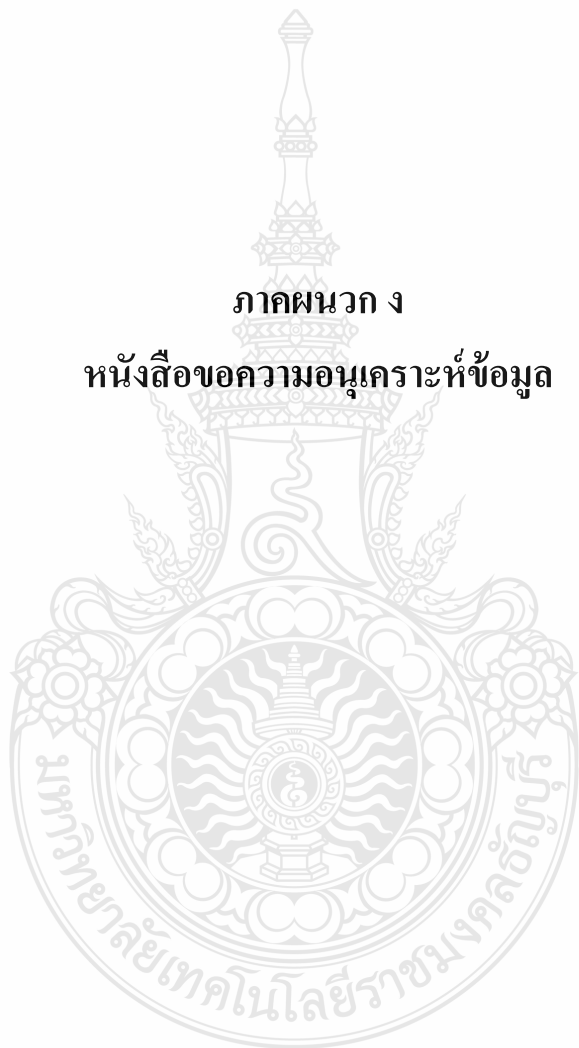 ภาคผนวก ง
หนังสือขอความอนุเคราะห์ข้อมูล
มหาวิทยาลัยเทคโนโลยีราชมงคลธัญบุรี